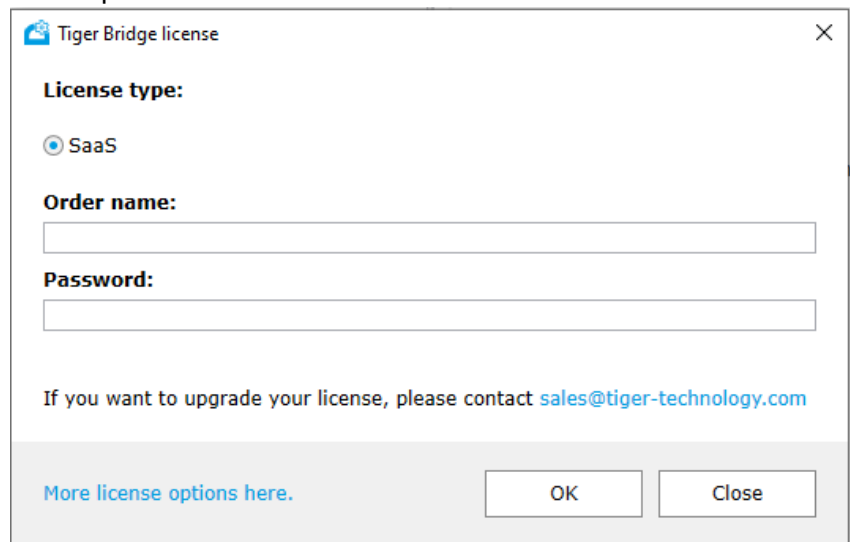 Tiger Bridge license
License type:
SaaS
Order name:
Password:
If you want to upgrade your license, please contact sales@tiger-technology.com
More license options here.
OK
Close